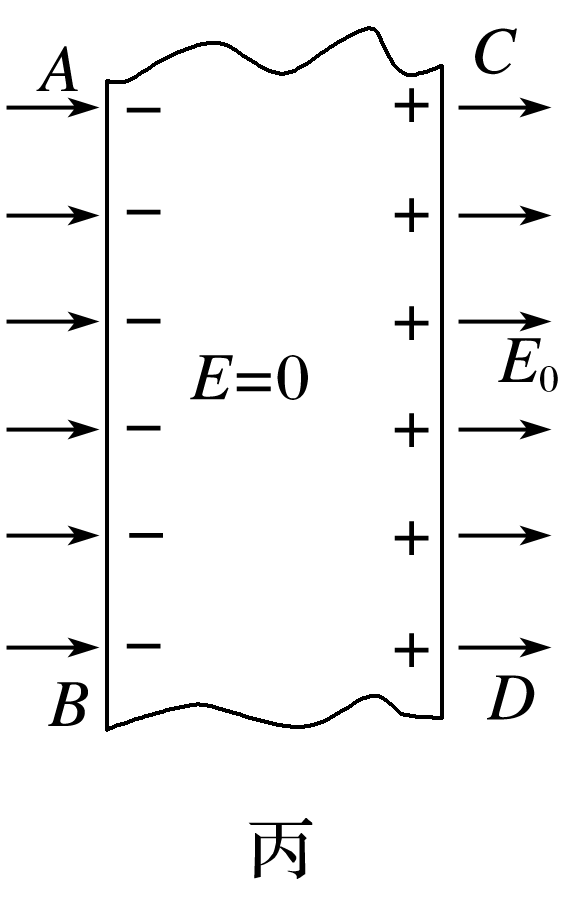 A C
− +
− +
− +
E=0 E₀
− +
− +
− +
B D
丙